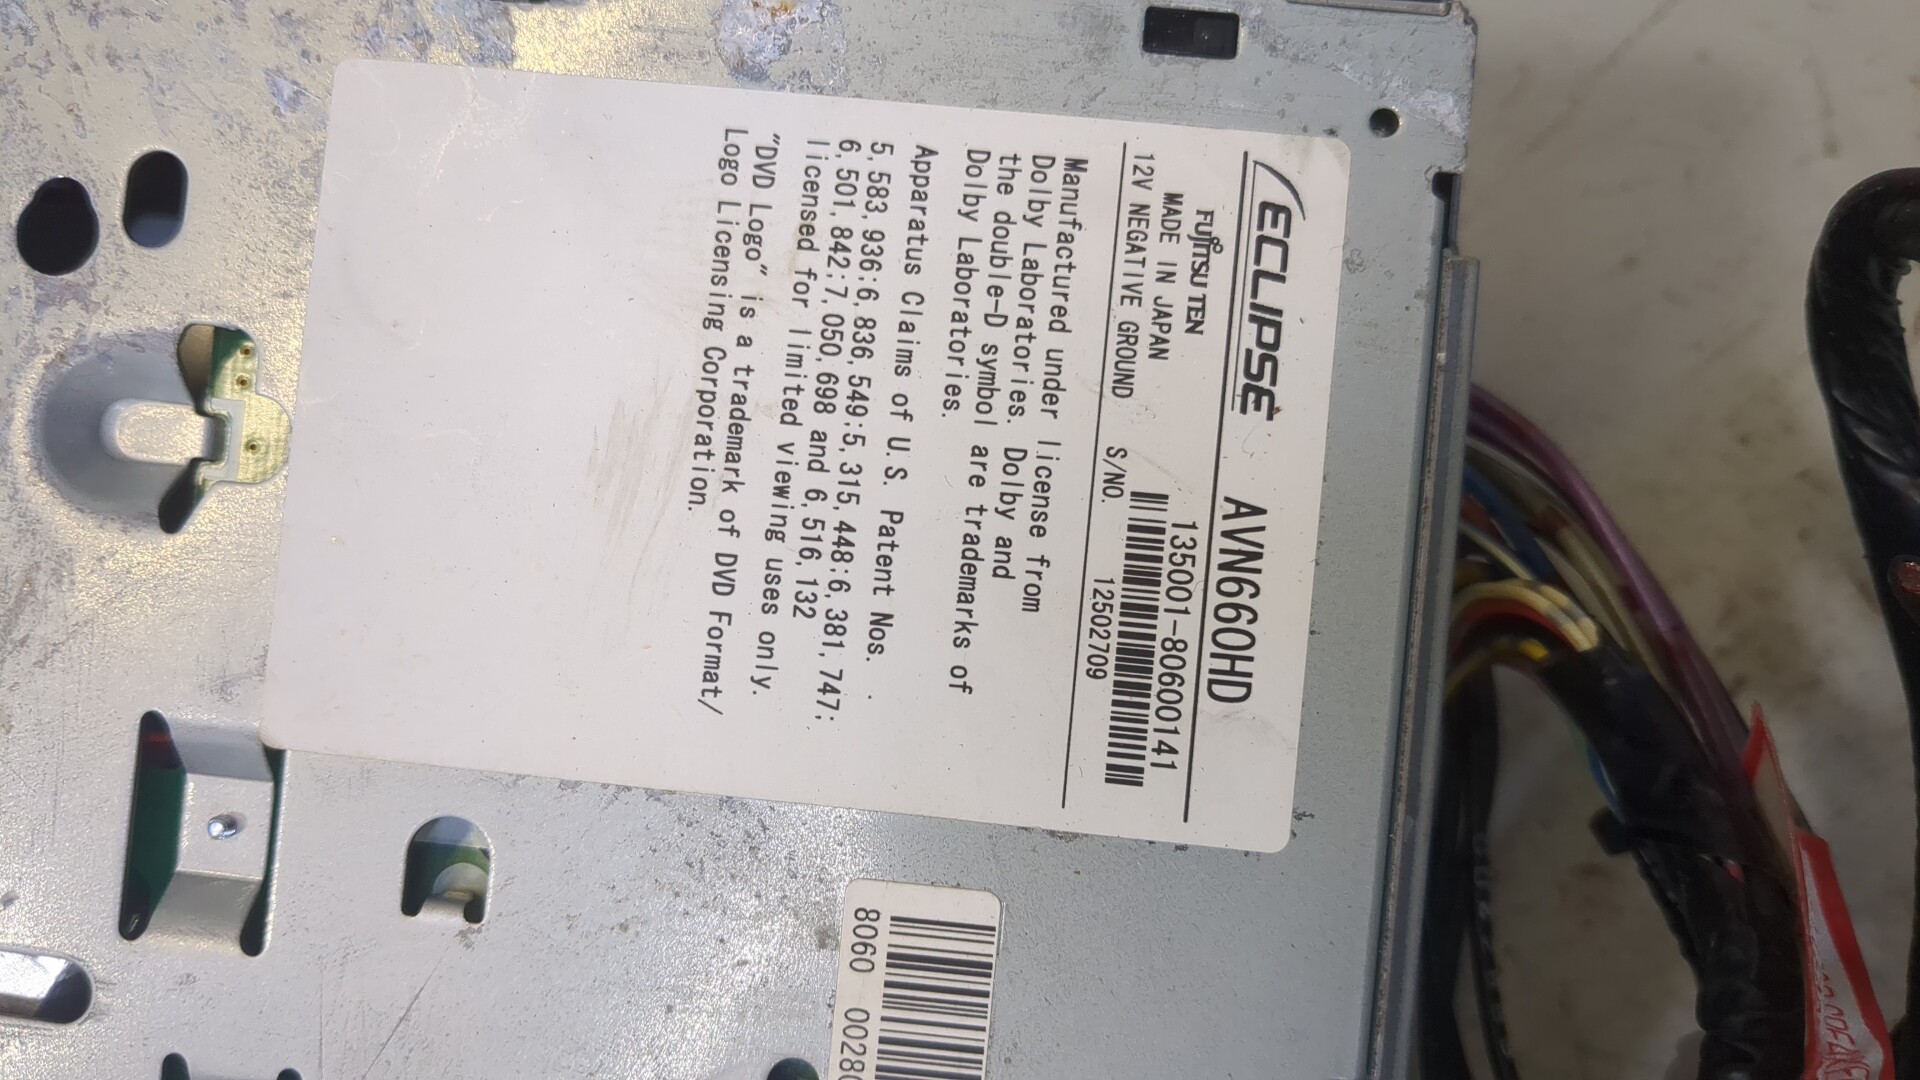 ECLIPSE AVN660HD
FUJITSU TEN 135001-80600141
MADE IN JAPAN
12V NEGATIVE GROUND S/NO. 12502709
Manufactured under license from
Dolby Laboratories. Dolby and
the double-D symbol are trademarks of
Dolby Laboratories.
Apparatus Claims of U.S. Patent Nos.
5,583,936:6,836,549:5,315,448:6,381,747:
6,501,842:7,050,698 and 6,516,132
licensed for limited viewing uses only.
"DVD Logo" is a trademark of DVD Format/
Logo Licensing Corporation.
8060